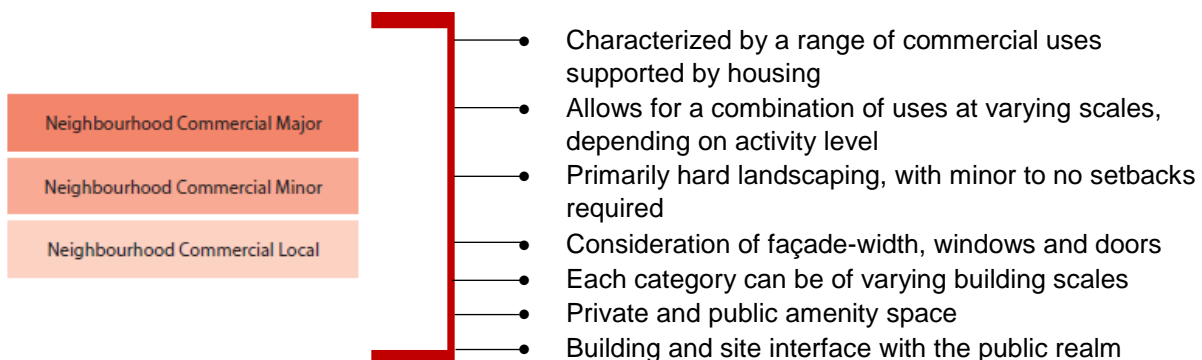 Neighbourhood Commercial Major
Neighbourhood Commercial Minor
Neighbourhood Commercial Local
• Characterized by a range of commercial uses
supported by housing
• Allows for a combination of uses at varying scales,
depending on activity level
• Primarily hard landscaping, with minor to no setbacks
required
• Consideration of façade-width, windows and doors
• Each category can be of varying building scales
• Private and public amenity space
• Building and site interface with the public realm